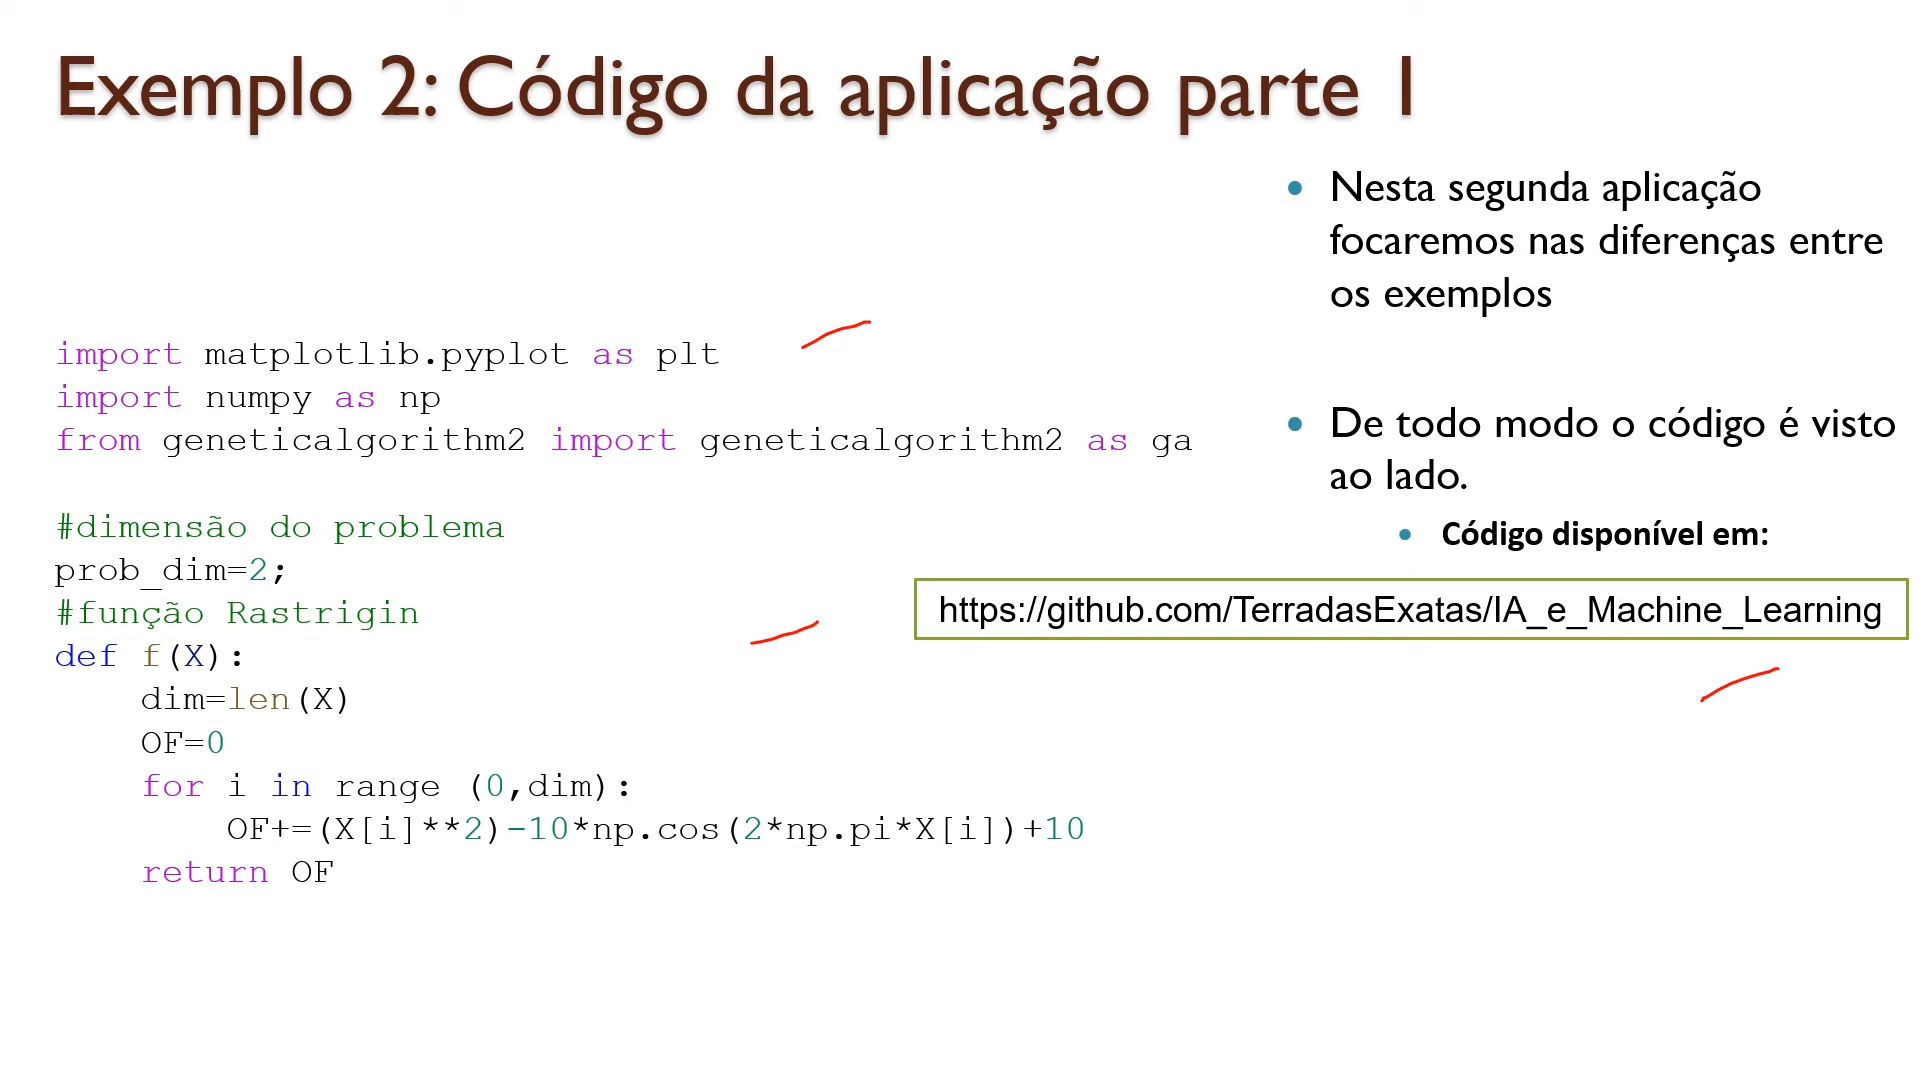 Exemplo 2: Código da aplicação parte 1
import matplotlib.pyplot as plt
import numpy as np
from geneticalgorithm2 import geneticalgorithm2 as ga
#dimensão do problema
prob_dim=2;
#função Rastrigin
def f(X):
    dim=len(X)
    OF=0
    for i in range (0,dim):
        OF+=(X[i]**2)-10*np.cos(2*np.pi*X[i])+10
    return OF
• Nesta segunda aplicação
focaremos nas diferenças entre
os exemplos
• De todo modo o código é visto
ao lado.
• Código disponível em:
https://github.com/TerradasExatas/IA_e_Machine_Learning